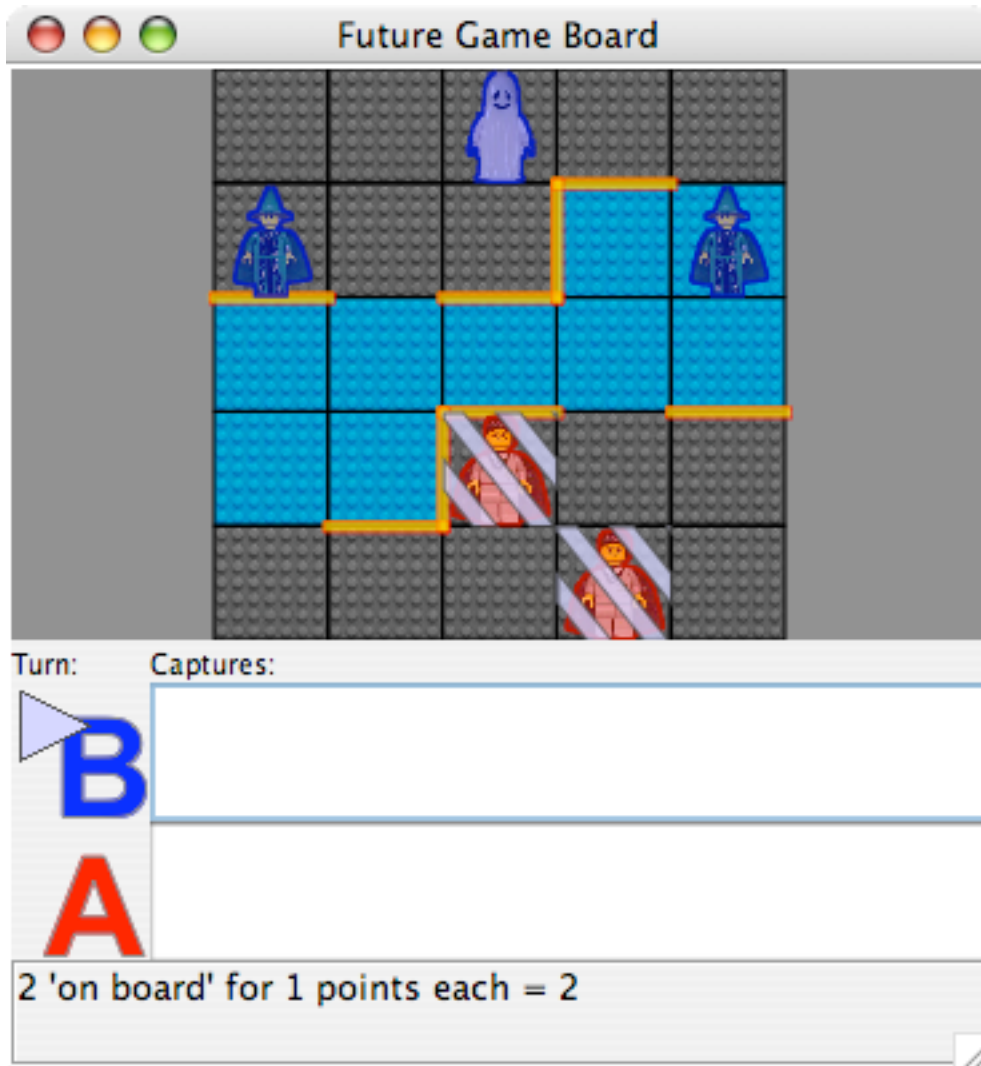 Future Game Board
Turn: Captures:
B
A
2 'on board' for 1 points each = 2